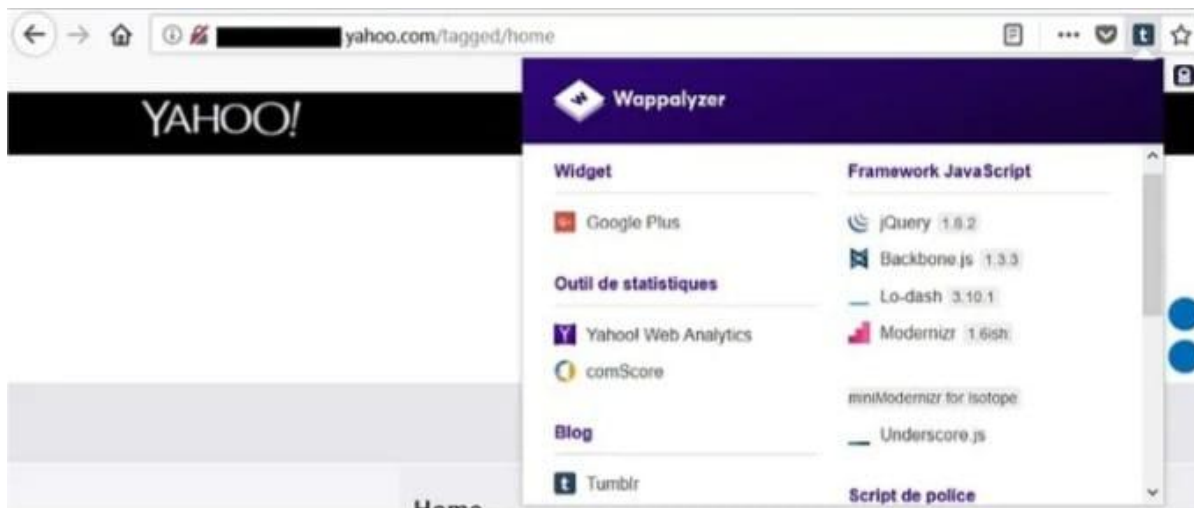 yahoo.com/tagged/home
YAHOO!
Wappalyzer
Widget
Google Plus
Outil de statistiques
Yahoo! Web Analytics
comScore
Blog
Tumblr
Framework JavaScript
jQuery 1.6.2
Backbone.js 1.3.3
Lo-dash 3.10.1
Modernizr 1.6ish:
miniModernizr for Isotope
Underscore.js
Script de police
Home